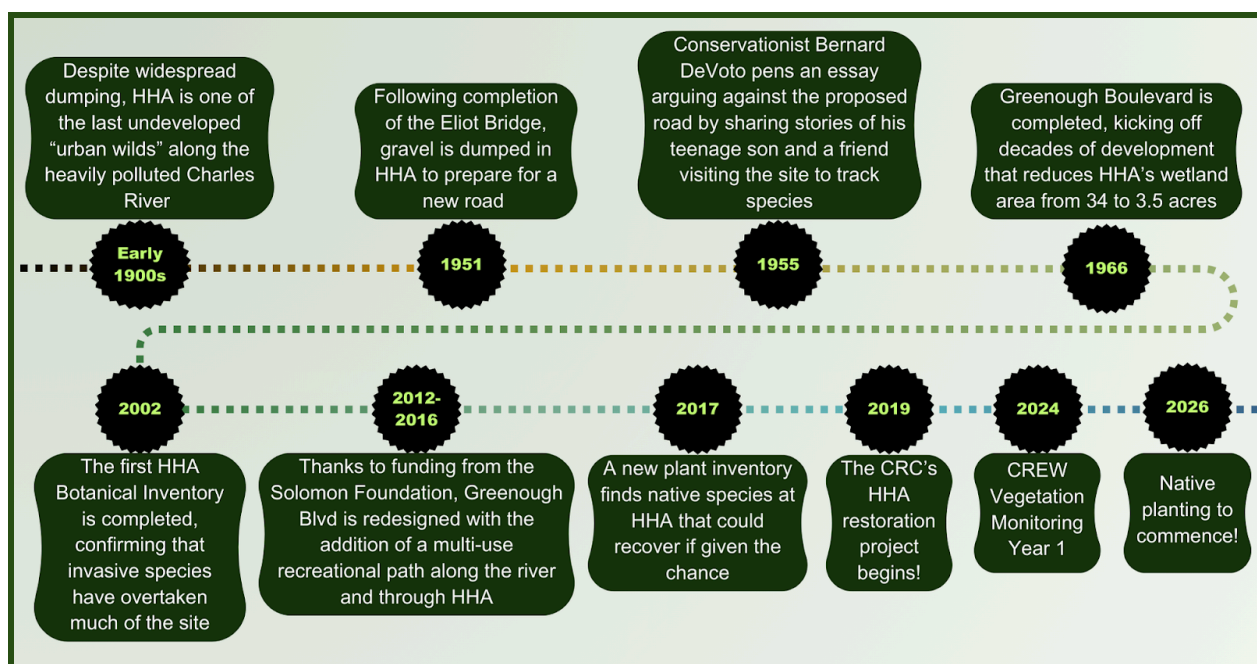 Despite widespread
dumping, HHA is one of
the last undeveloped
“urban wilds” along the
heavily polluted Charles
River
Early
1900s
Following completion
of the Eliot Bridge,
gravel is dumped in
HHA to prepare for a
new road
1951
Conservationist Bernard
DeVoto pens an essay
arguing against the proposed
road by sharing stories of his
teenage son and a friend
visiting the site to track
species
1955
Greenough Boulevard is
completed, kicking off
decades of development
that reduces HHA’s wetland
area from 34 to 3.5 acres
1966
2002
The first HHA
Botanical Inventory
is completed,
confirming that
invasive species
have overtaken
much of the site
2012-
2016
Thanks to funding from the
Solomon Foundation, Greenough
Blvd is redesigned with the
addition of a multi-use
recreational path along the river
and through HHA
2017
A new plant inventory
finds native species at
HHA that could
recover if given the
chance
2019
The CRC’s
HHA
restoration
project
begins!
2024
CREW
Vegetation
Monitoring
Year 1
2026
Native
planting to
commence!